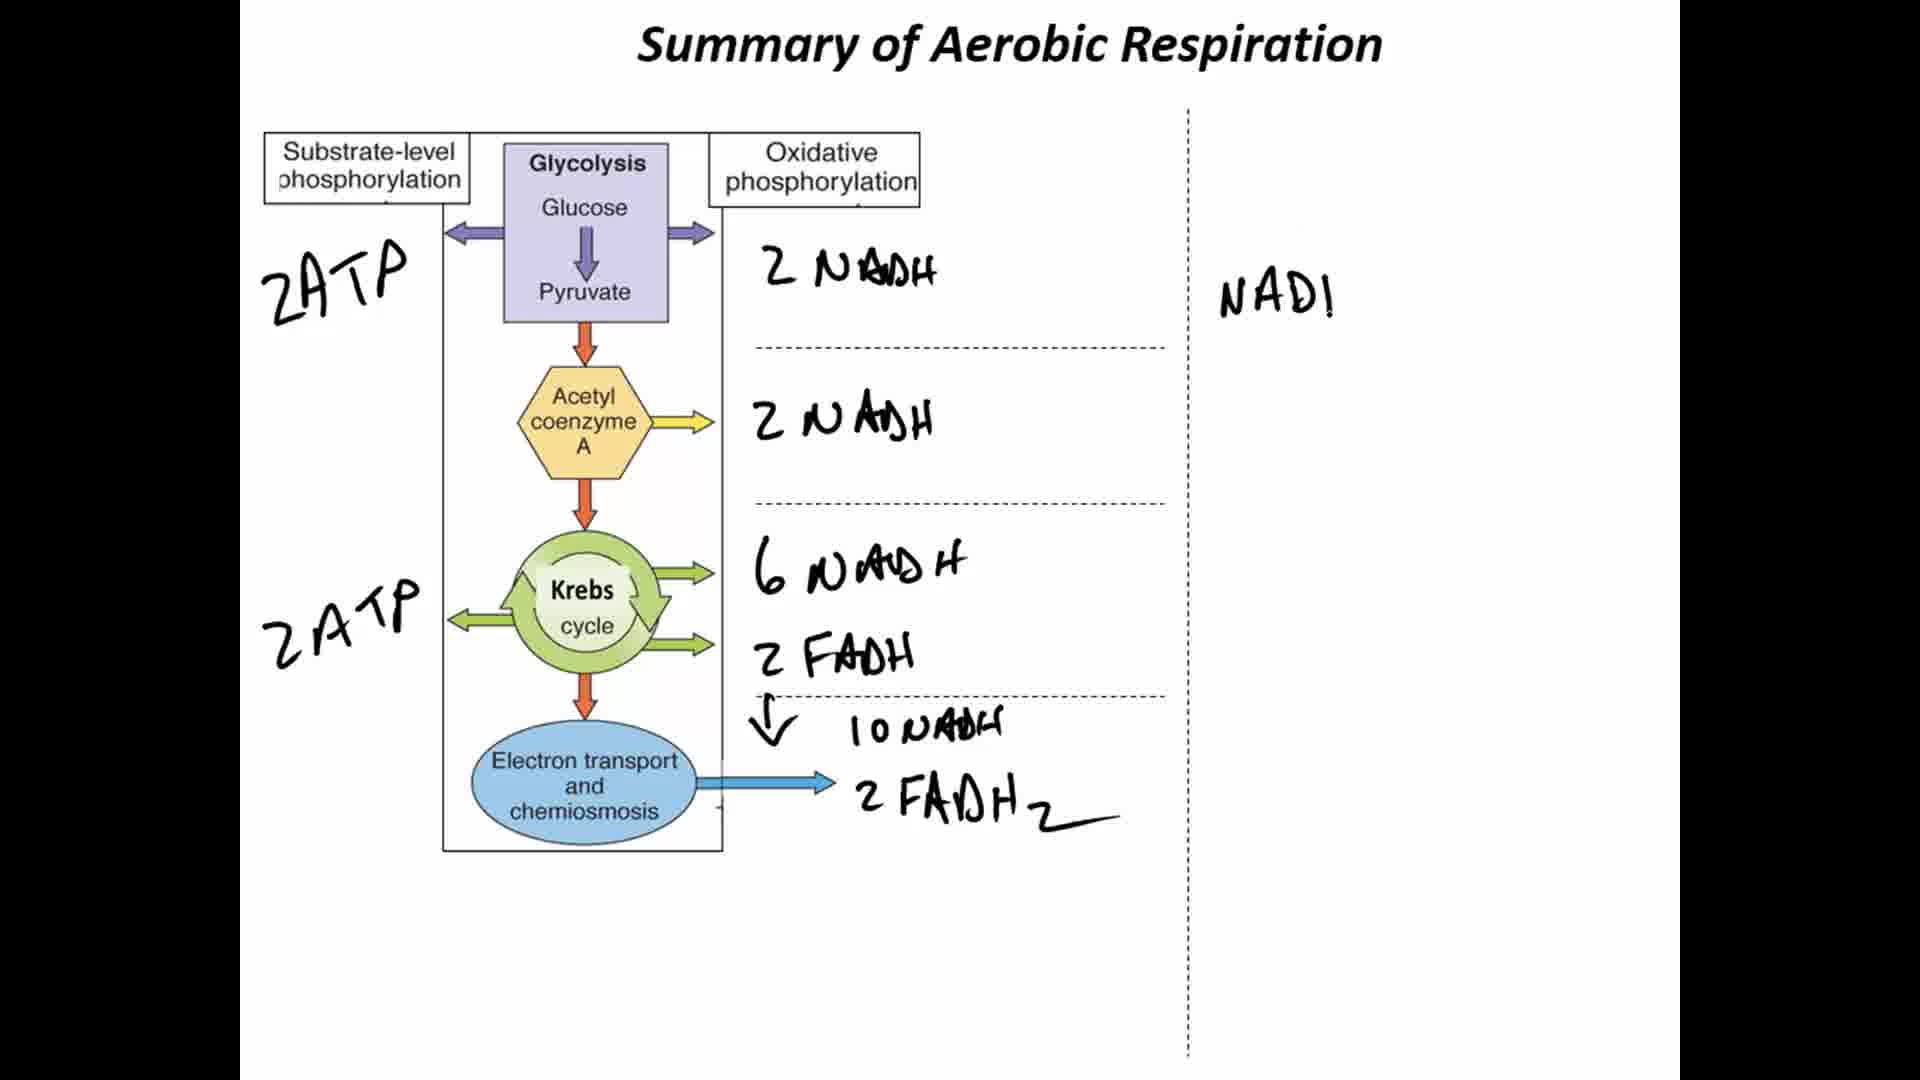 Summary of Aerobic Respiration
Substrate-level
phosphorylation
Glycolysis
Glucose
Pyruvate
Oxidative
phosphorylation
2ATP
2 NADH
NAD
Acetyl
coenzyme
A
2 NADH
Krebs
cycle
2ATP
6 NADH
2 FADH
10 NADH
Electron transport
and
chemiosmosis
2 FADH2